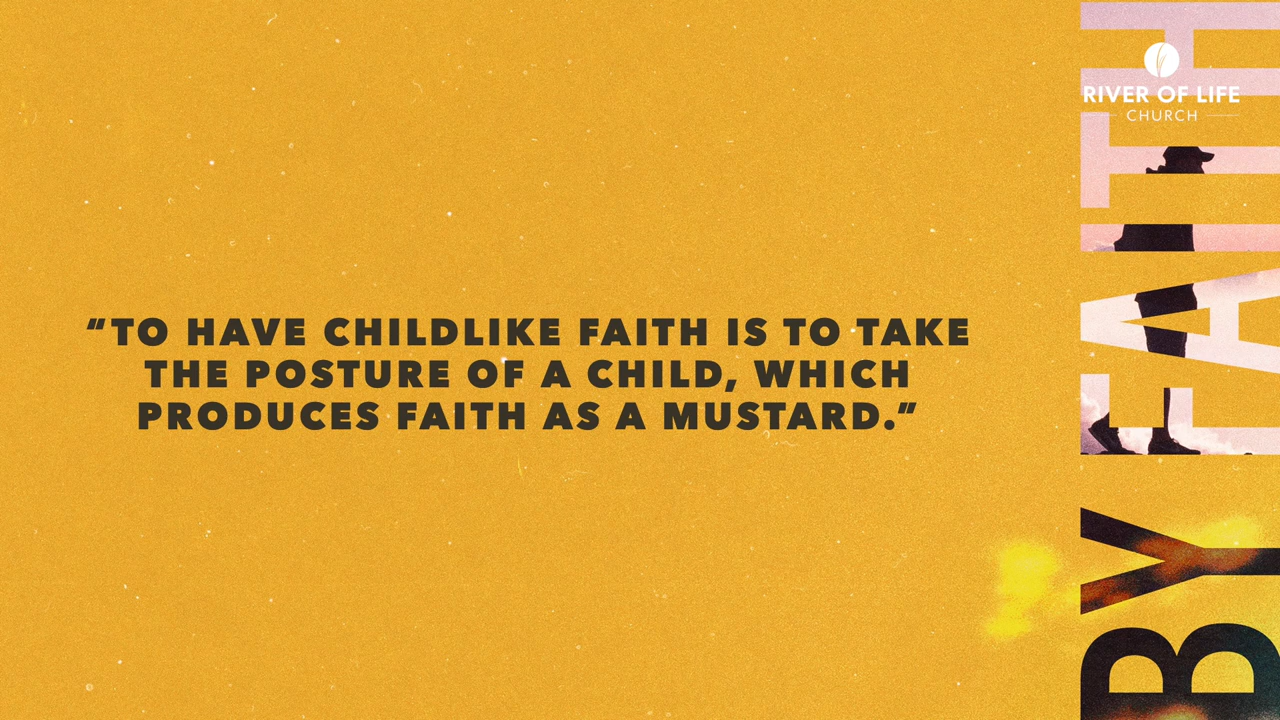 “TO HAVE CHILDLIKE FAITH IS TO TAKE
THE POSTURE OF A CHILD, WHICH
PRODUCES FAITH AS A MUSTARD.”
RIVER OF LIFE
CHURCH
BY FAITH